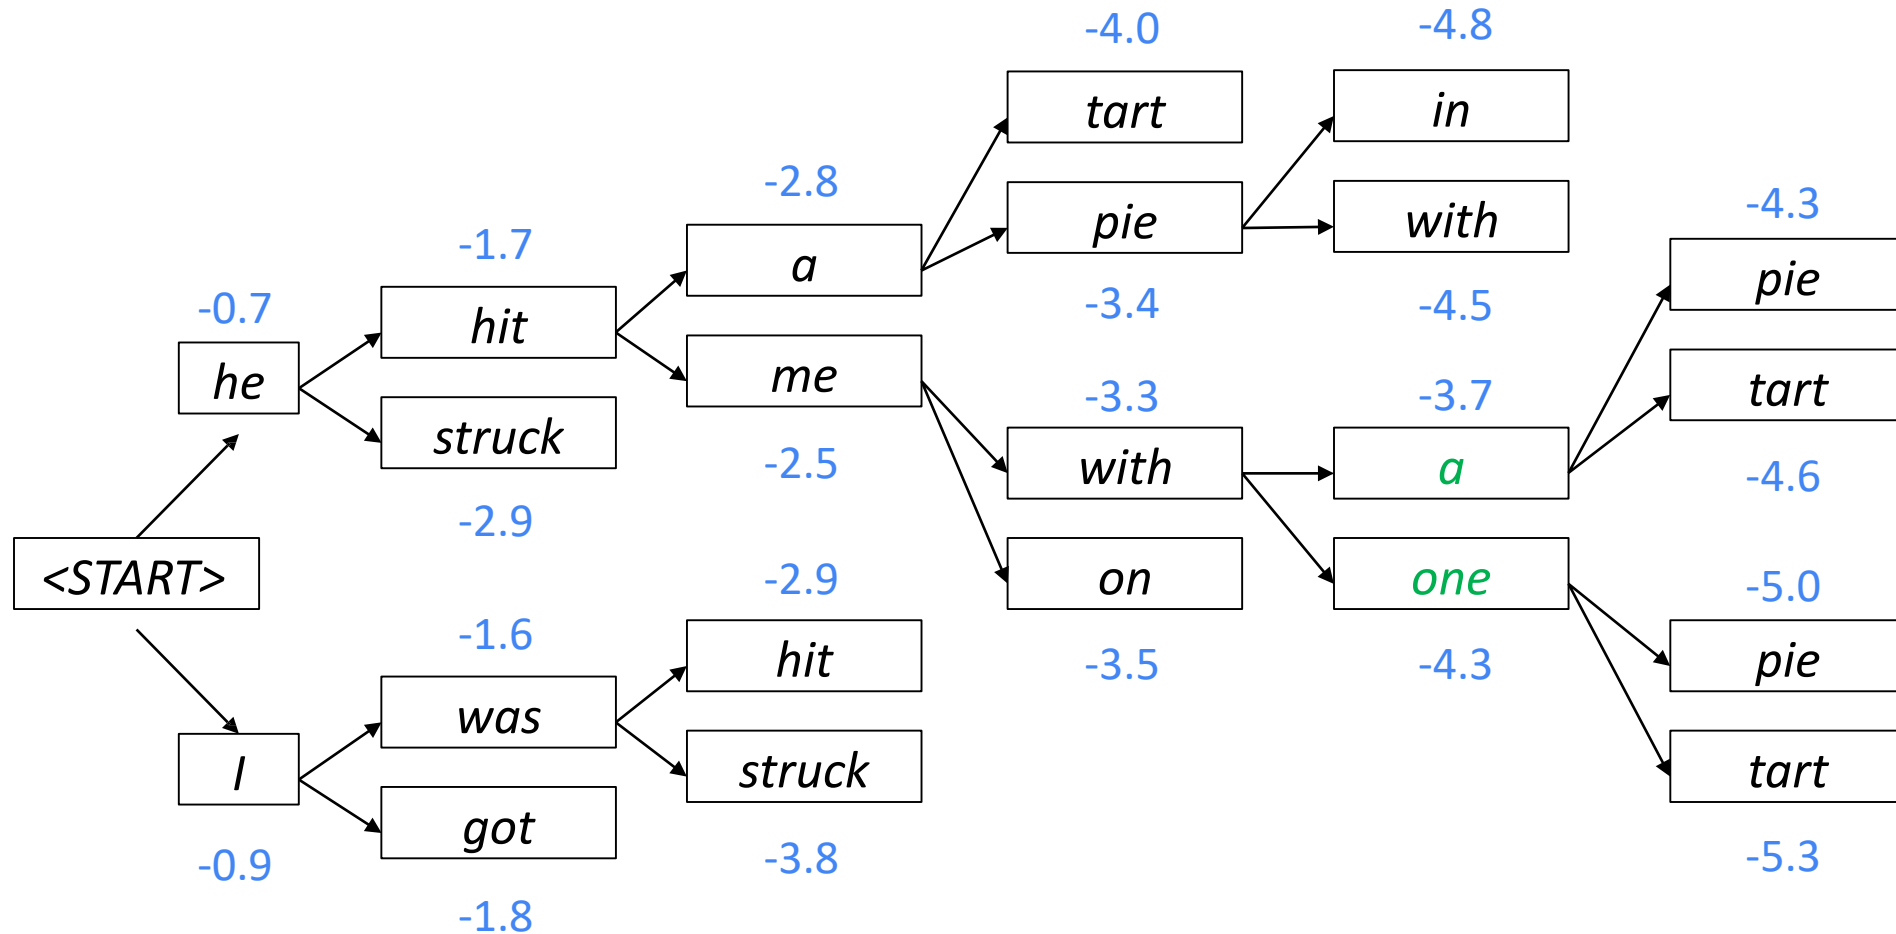 <START>
-0.7
he
I
-0.9
-1.7
hit
struck
-2.9
-1.6
was
got
-1.8
-2.8
a
me
-2.5
-2.9
hit
struck
-3.8
-4.0
tart
pie
-3.4
-3.3
with
on
-3.5
-4.8
in
with
-4.5
-3.7
a
one
-4.3
-4.3
pie
tart
-4.6
-5.0
pie
tart
-5.3